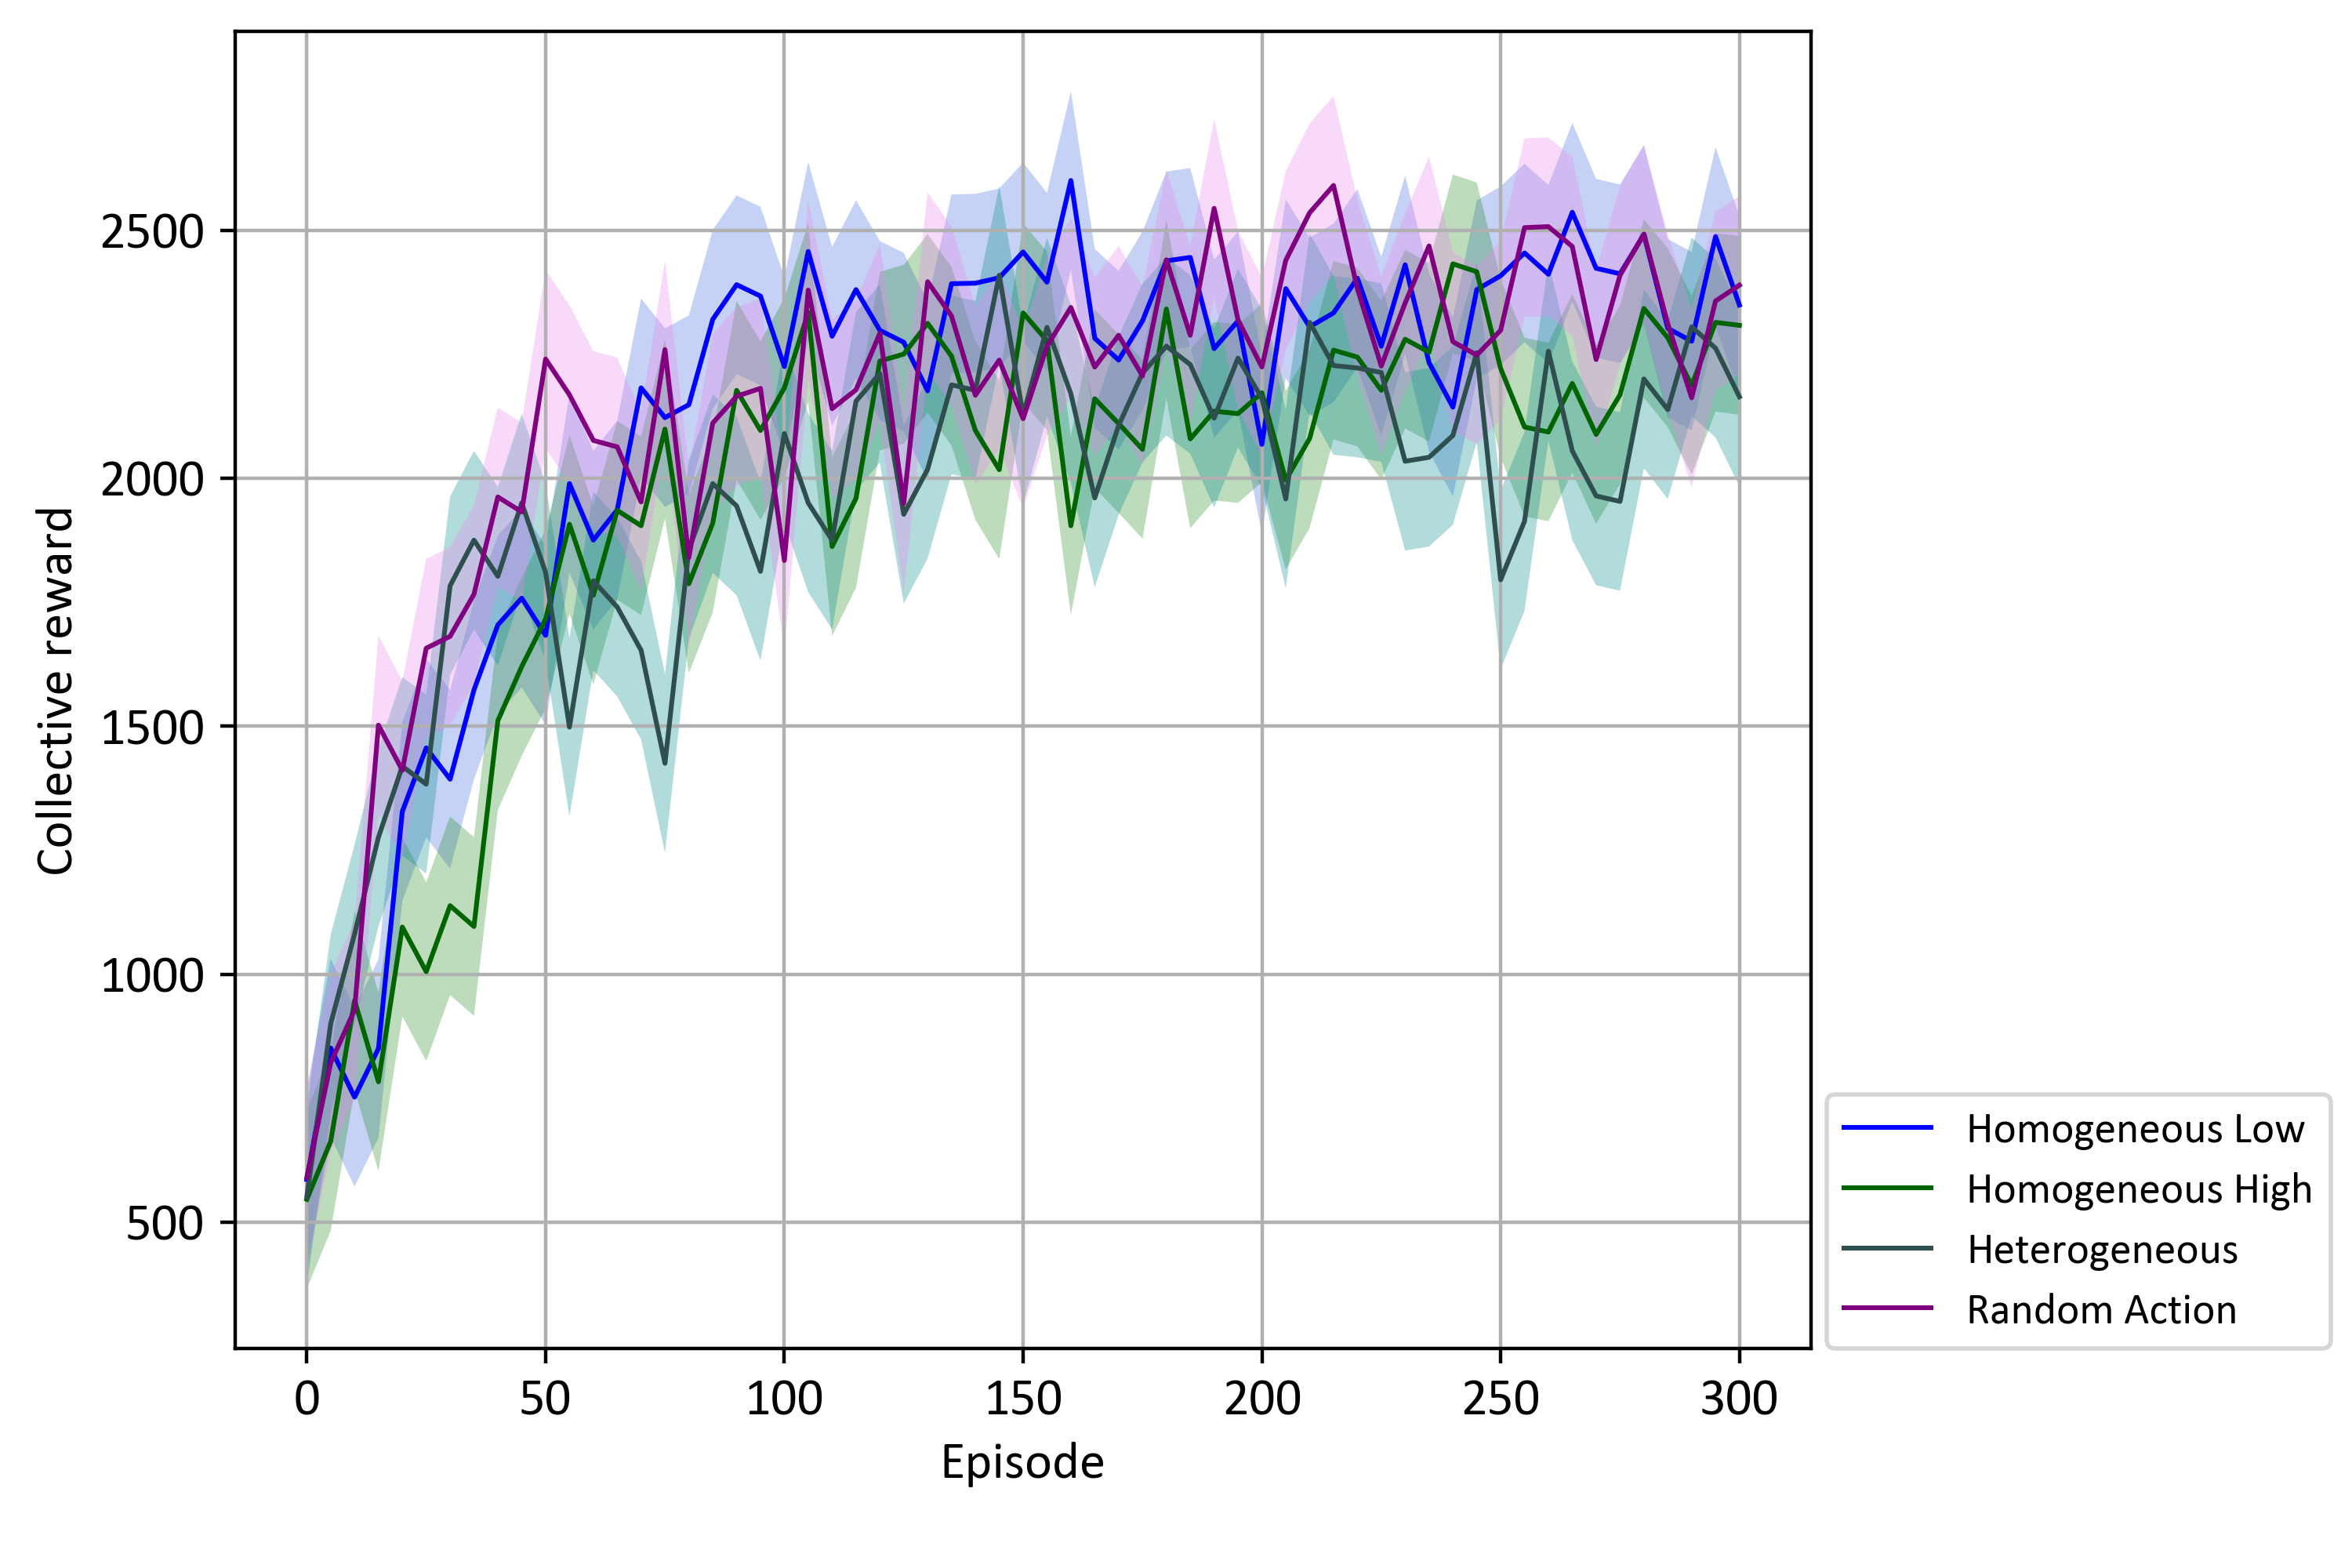 Collective reward
2500
2000
1500
1000
500
0 50 100 150 200 250 300
Episode
Homogeneous Low
Homogeneous High
Heterogeneous
Random Action